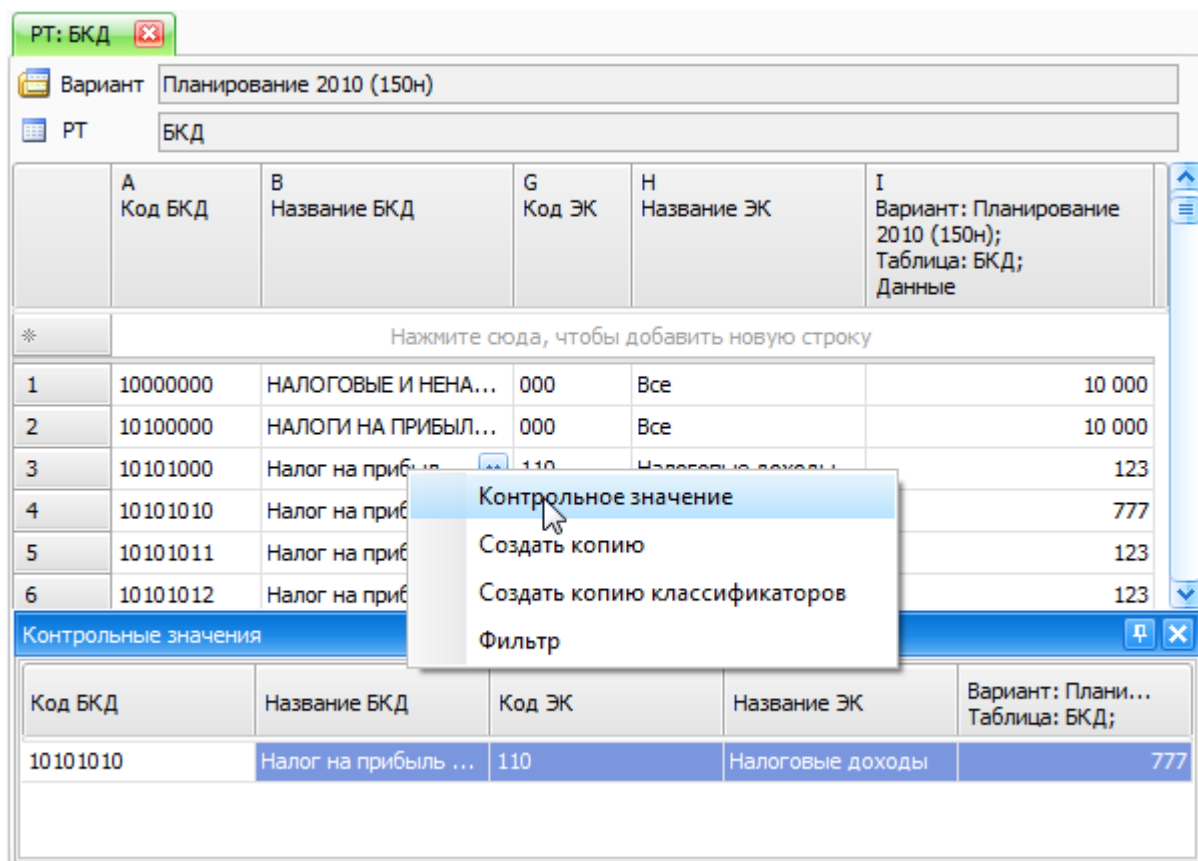 РТ: БКД
Вариант Планирование 2010 (150н)
РТ БКД
A B G H I
Код БКД Название БКД Код ЭК Название ЭК Вариант: Планирование
2010 (150н);
Таблица: БКД;
Данные
Нажмите сюда, чтобы добавить новую строку
1 10000000 НАЛОГОВЫЕ И НЕНА... 000 Все 10 000
2 10100000 НАЛОГИ НА ПРИБЫЛ... 000 Все 10 000
3 10101000 Налог на прибыл... 110 Налоговые доходы 123
4 10101010 Налог на приб 777
5 10101011 Налог на приб 123
6 10101012 Налог на приб 123
Контрольное значение
Создать копию
Создать копию классификаторов
Фильтр
Контрольные значения
Код БКД Название БКД Код ЭК Название ЭК Вариант: Плани...
Таблица: БКД;
10101010 Налог на прибыль ... 110 Налоговые доходы 777